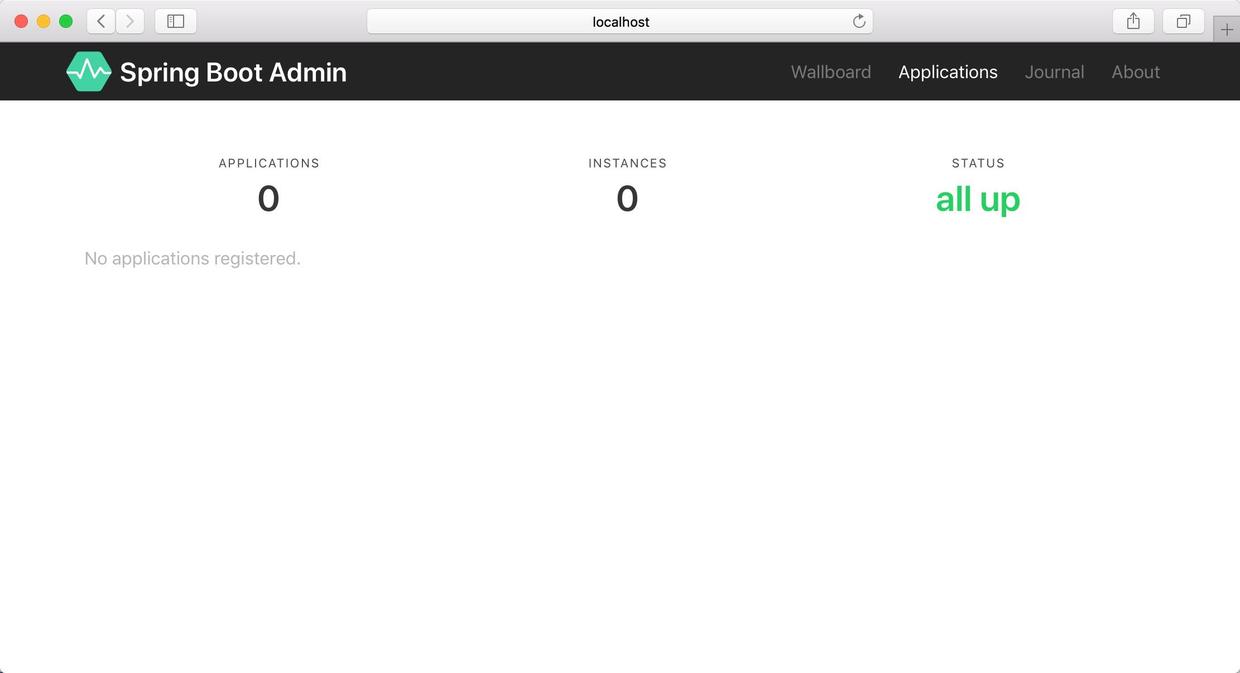 localhost
Spring Boot Admin
Wallboard Applications Journal About
APPLICATIONS INSTANCES STATUS
0 0 all up
No applications registered.